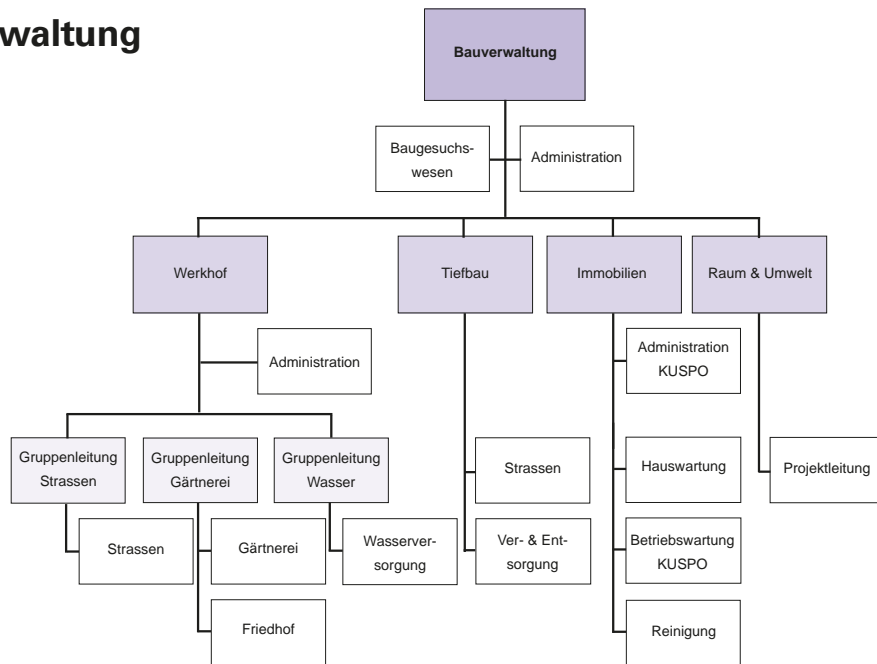 waltung
Bauverwaltung
Baugesuchs-
wesen
Administration
Werkhof
Tiefbau
Immobilien
Raum & Umwelt
Administration
Administration
KUSPO
Gruppenleitung
Strassen
Gruppenleitung
Gärtnerei
Gruppenleitung
Wasser
Strassen
Hauswartung
Projektleitung
Strassen
Gärtnerei
Wasserver-
sorgung
Ver- & Ent-
sorgung
Betriebswartung
KUSPO
Friedhof
Reinigung